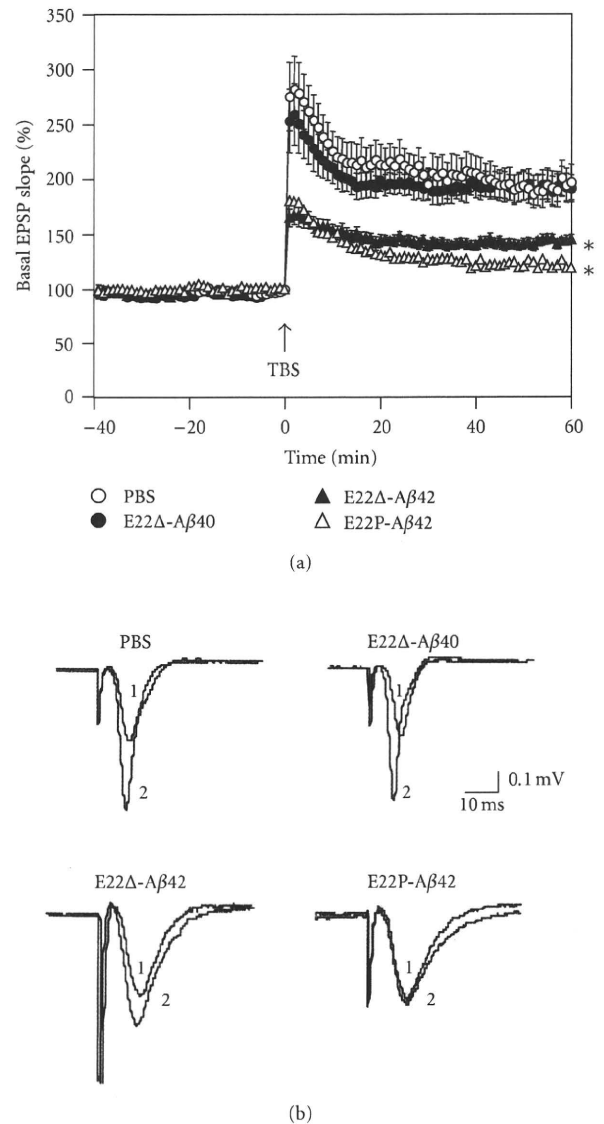 350
300
250
200
150
100
50
0
Basal EPSP slope (%)
*
*
TBS
−40 −20 0 20 40 60
Time (min)
PBS E22Δ-Aβ42
E22Δ-Aβ40 E22P-Aβ42
(a)
PBS E22Δ-Aβ40
1 1
2 2
0.1 mV
10 ms
E22Δ-Aβ42 E22P-Aβ42
1 1
2 2
(b)